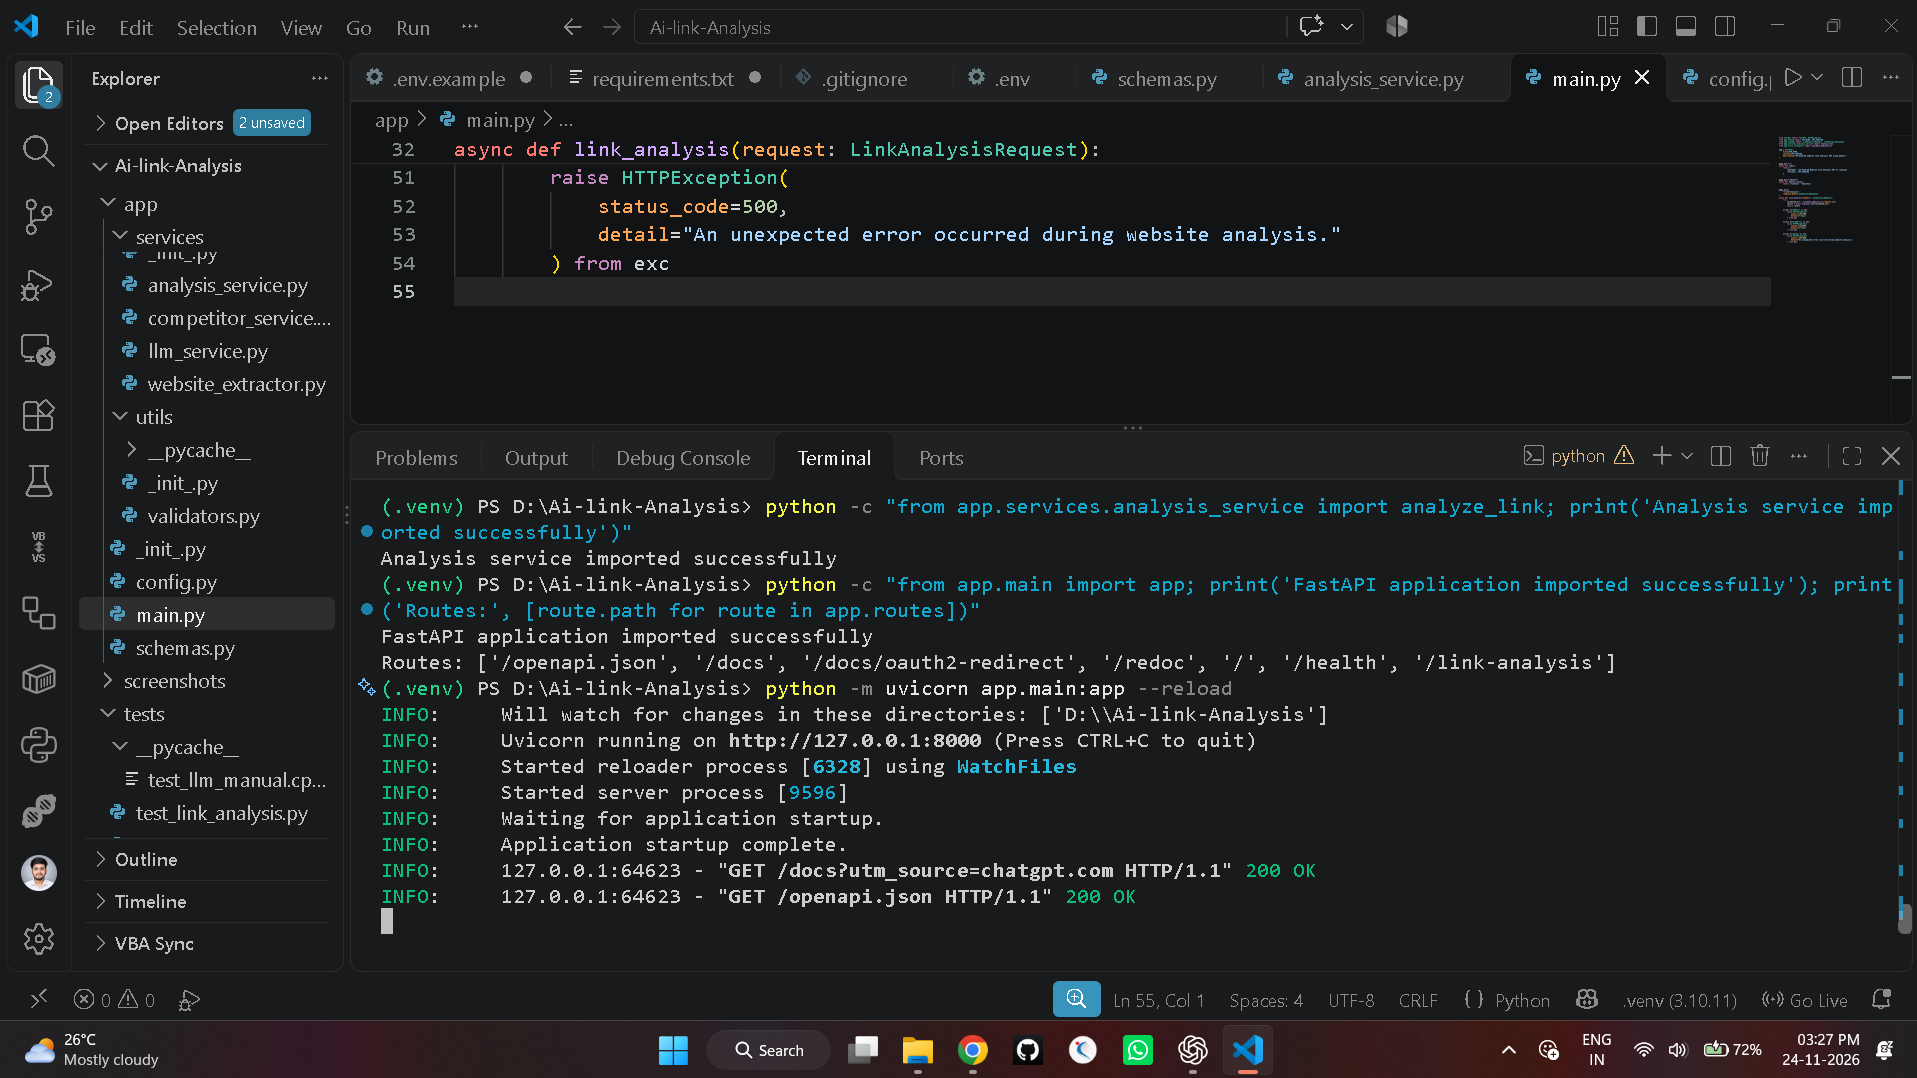 File Edit Selection View Go Run ···
Ai-link-Analysis
Explorer ···
.env.example requirements.txt .gitignore .env schemas.py analysis_service.py main.py
2
Open Editors 2 unsaved
app > main.py > ...
Ai-link-Analysis
app
services
analysis_service.py
competitor_service....
llm_service.py
website_extractor.py
utils
__pycache__
_init_.py
validators.py
_init_.py
config.py
main.py
schemas.py
screenshots
tests
__pycache__
test_llm_manual.cp...
test_link_analysis.py
Outline
Timeline
VBA Sync
VB
VS
32 async def link_analysis(request: LinkAnalysisRequest):
51 raise HTTPException(
52 status_code=500,
53 detail="An unexpected error occurred during website analysis."
54 ) from exc
55
Problems Output Debug Console Terminal Ports
python
(.venv) PS D:\Ai-link-Analysis> python -c "from app.services.analysis_service import analyze_link; print('Analysis service imp
orted successfully')"
Analysis service imported successfully
(.venv) PS D:\Ai-link-Analysis> python -c "from app.main import app; print('FastAPI application imported successfully'); print
('Routes:', [route.path for route in app.routes])"
FastAPI application imported successfully
Routes: ['/openapi.json', '/docs', '/docs/oauth2-redirect', '/redoc', '/', '/health', '/link-analysis']
(.venv) PS D:\Ai-link-Analysis> python -m uvicorn app.main:app --reload
INFO: Will watch for changes in these directories: ['D:\\Ai-link-Analysis']
INFO: Uvicorn running on http://127.0.0.1:8000 (Press CTRL+C to quit)
INFO: Started reloader process [6328] using WatchFiles
INFO: Started server process [9596]
INFO: Waiting for application startup.
INFO: Application startup complete.
INFO: 127.0.0.1:64623 - "GET /docs?utm_source=chatgpt.com HTTP/1.1" 200 OK
INFO: 127.0.0.1:64623 - "GET /openapi.json HTTP/1.1" 200 OK
0 0
Ln 55, Col 1 Spaces: 4 UTF-8 CRLF { } Python .venv (3.10.11) Go Live
26°C
Mostly cloudy
Search
ENG
IN
72%
03:27 PM
24-11-2026